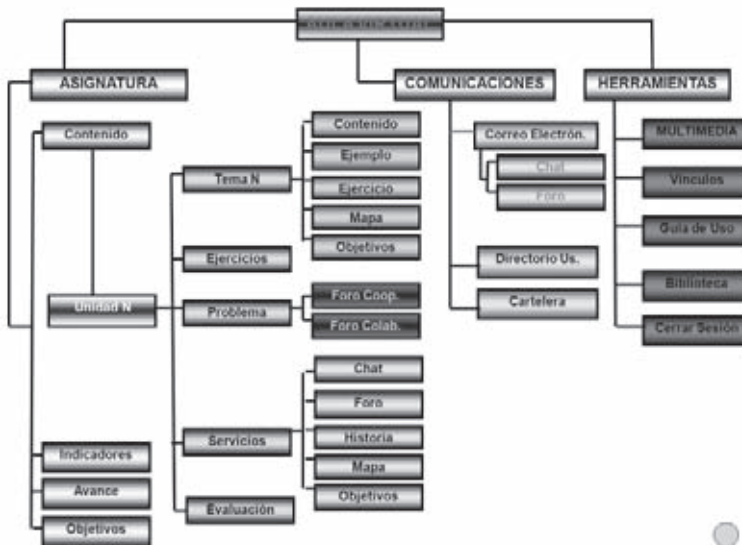 ASIGNATURA
COMUNICACIONES
HERRAMIENTAS
Contenido
Indicadores
Avance
Objetivos
Unidad N
Tema N
Contenido
Ejemplo
Ejercicio
Mapa
Objetivos
Ejercicios
Problema
Foro Coop.
Foro Colab.
Servicios
Chat
Foro
Historia
Mapa
Objetivos
Evaluación
Correo Electrón.
Chat
Foro
Directorio Us.
Cartelera
MULTIMEDIA
Vínculos
Guía de Uso
Biblioteca
Cerrar Sesión